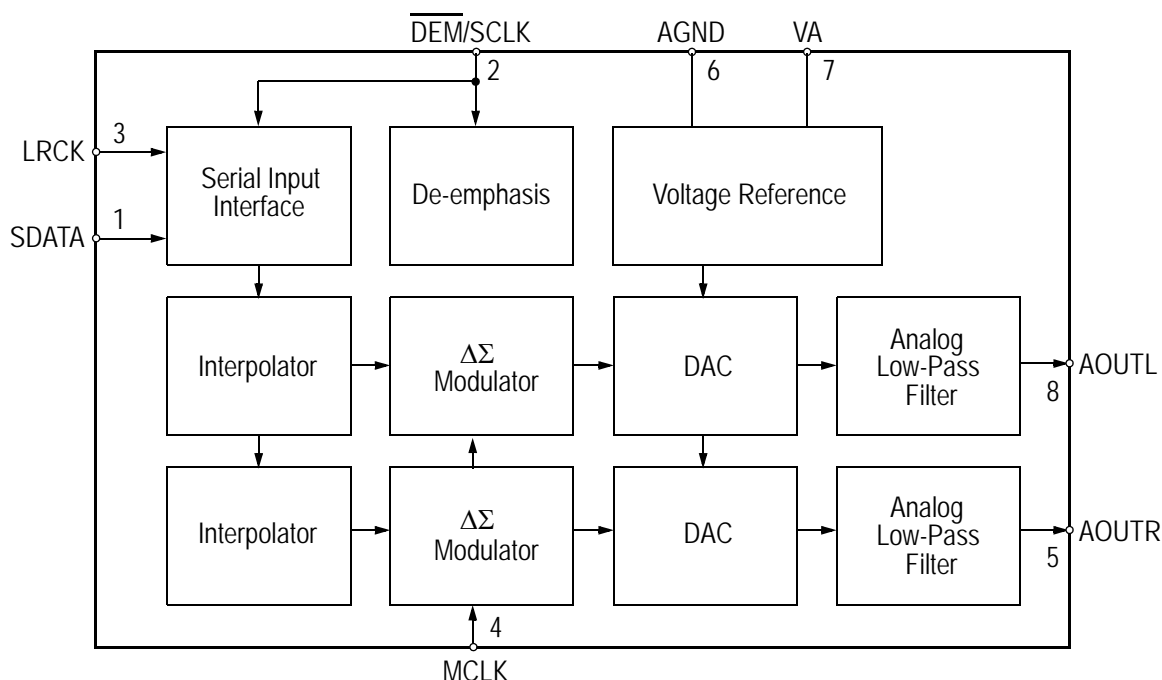 DEM/SCLK
AGND
VA
2
6
7
LRCK
3
SDATA
1
Serial Input
Interface
De-emphasis
Voltage Reference
Interpolator
ΔΣ
Modulator
DAC
Analog
Low-Pass
Filter
AOUTL
8
Interpolator
ΔΣ
Modulator
DAC
Analog
Low-Pass
Filter
AOUTR
5
4
MCLK